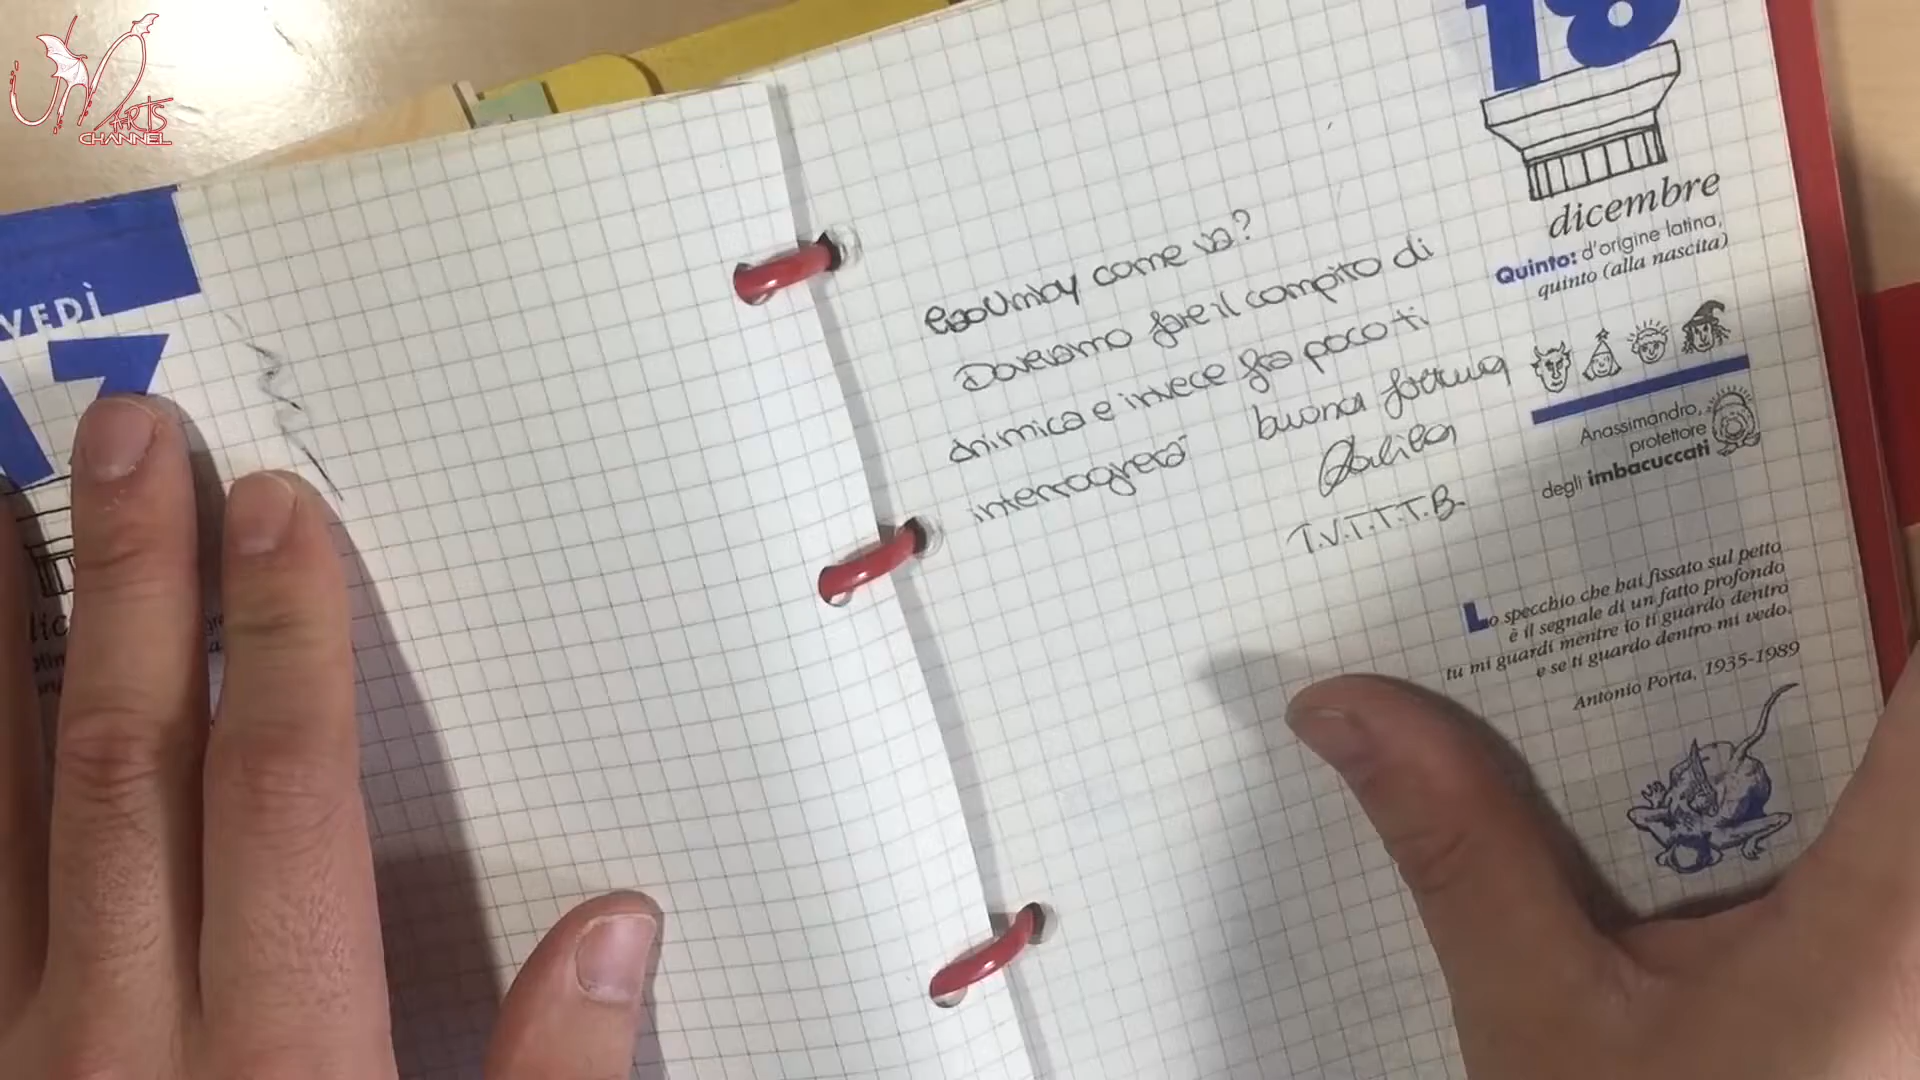 ARTS
CHANNEL
VEDÌ
17
18
dicembre
Quinto: d'origine latina,
quinto (alla nascita)
Anassimandro,
protettore
degli imbacuccati
come va?
Dovevamo fare il compito di
chimica e invece fra poco ti
interrogherà buona fortuna
T.V.T.T.T.B.
Lo specchio che hai fissato sul petto
è il segnale di un fatto profondo
tu mi guardi mentre io ti guardo dentro
e se ti guardo dentro mi vedo.
Antonio Porta, 1935-1989